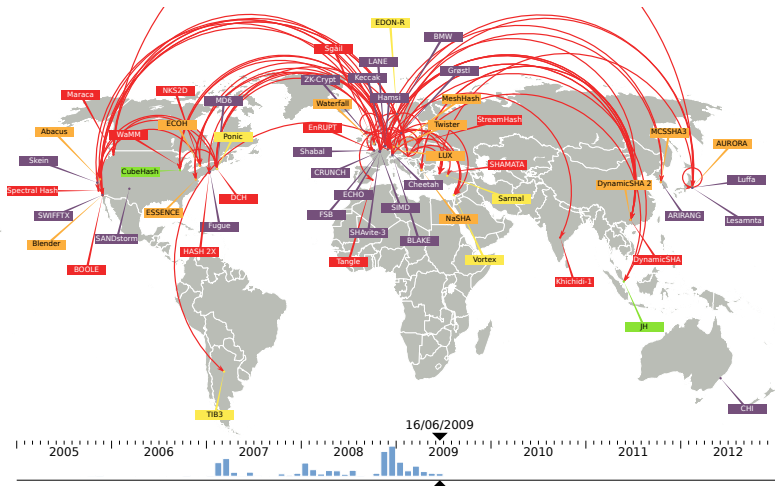 EDON-R
BMW
Sgàil
LANE
Grøstl
ZK-Crypt
Keccak
Maraca
NKS2D
MD6
Waterfall
Hamsi
MeshHash
Abacus
WaMM
ECOH
Ponic
EnRUPT
Twister
StreamHash
MCSSHA3
AURORA
Skein
CubeHash
Shabal
LUX
SHAMATA
Spectral Hash
CRUNCH
Cheetah
DynamicSHA 2
Luffa
SWIFFTX
ESSENCE
DCH
ECHO
FSB
SIMD
Sarmal
NaSHA
ARIRANG
Lesamnta
Blender
SANDstorm
Fugue
SHAvite-3
BLAKE
BOOLE
HASH 2X
Tangle
Vortex
DynamicSHA
Khichidi-1
JH
TIB3
CHI
16/06/2009
2005 2006 2007 2008 2009 2010 2011 2012